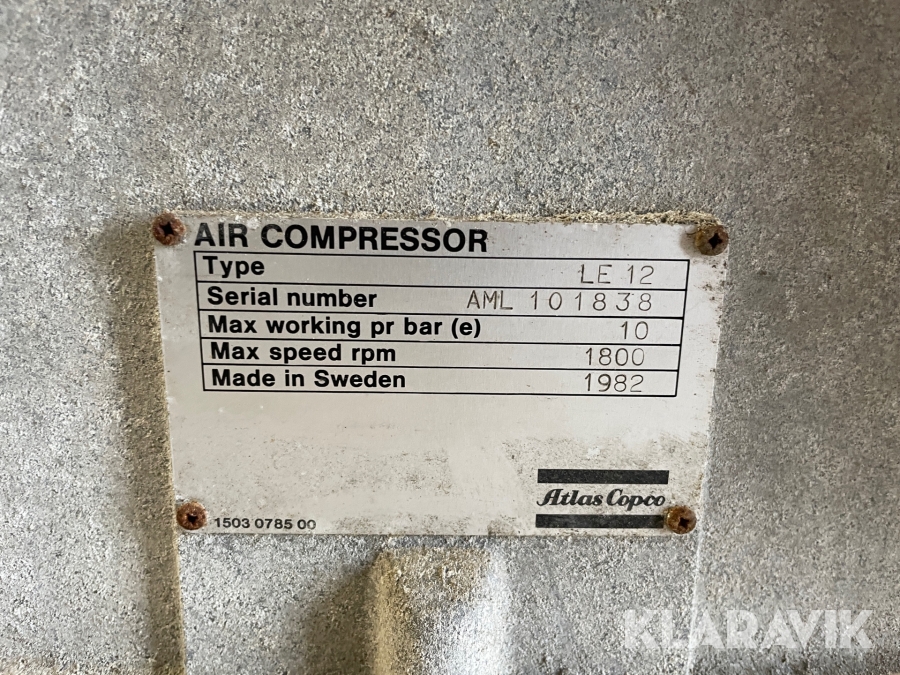 AIR COMPRESSOR
Type LE 12
Serial number AML 101838
Max working pr bar (e) 10
Max speed rpm 1800
Made in Sweden 1982
Atlas Copco
1503 0785 00
KLARAVIK